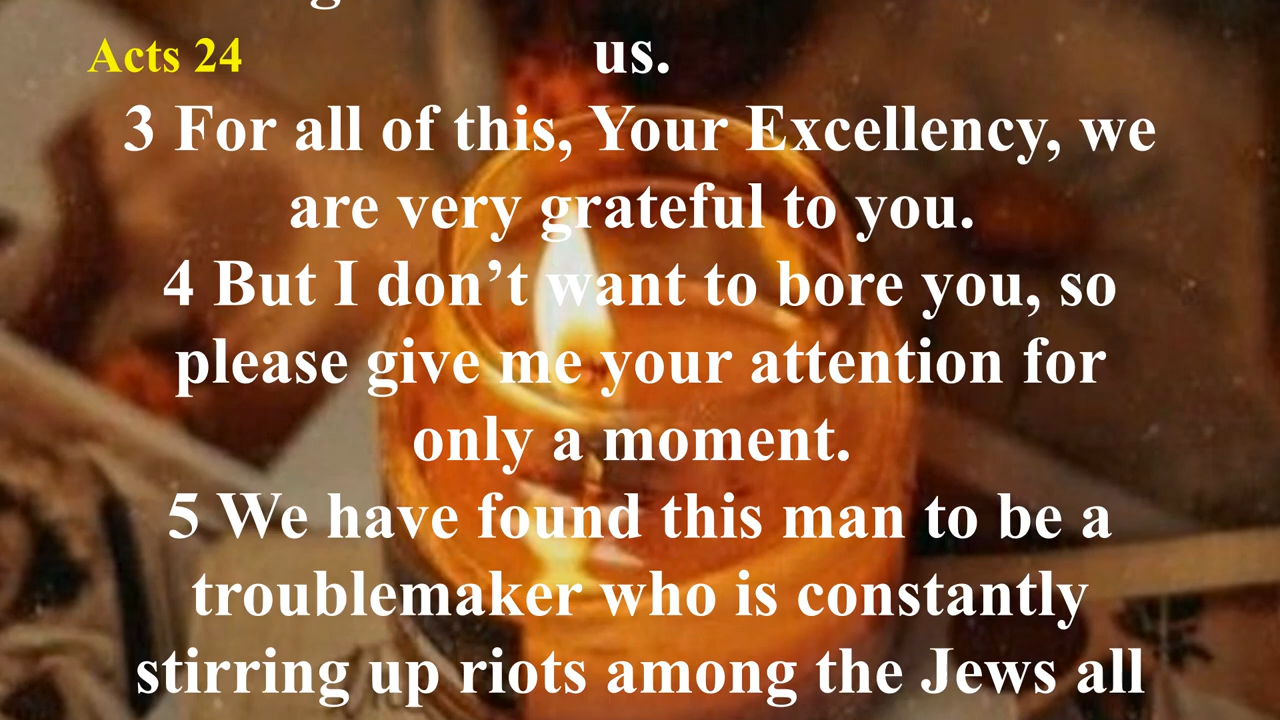 Acts 24
us.
3 For all of this, Your Excellency, we
are very grateful to you.
4 But I don’t want to bore you, so
please give me your attention for
only a moment.
5 We have found this man to be a
troublemaker who is constantly
stirring up riots among the Jews all